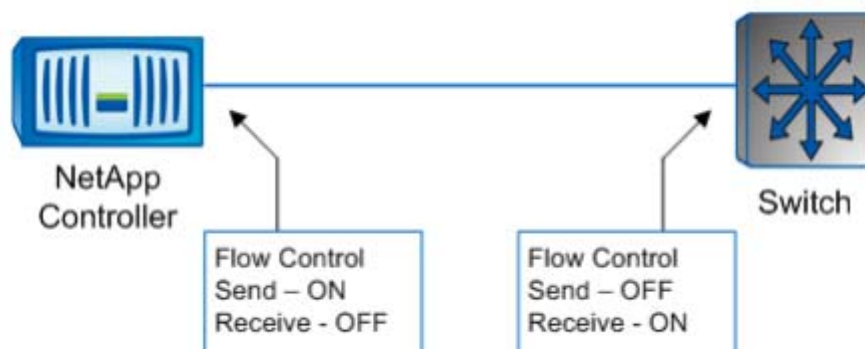 NetApp
Controller
Switch
Flow Control
Send – ON
Receive - OFF
Flow Control
Send – OFF
Receive - ON